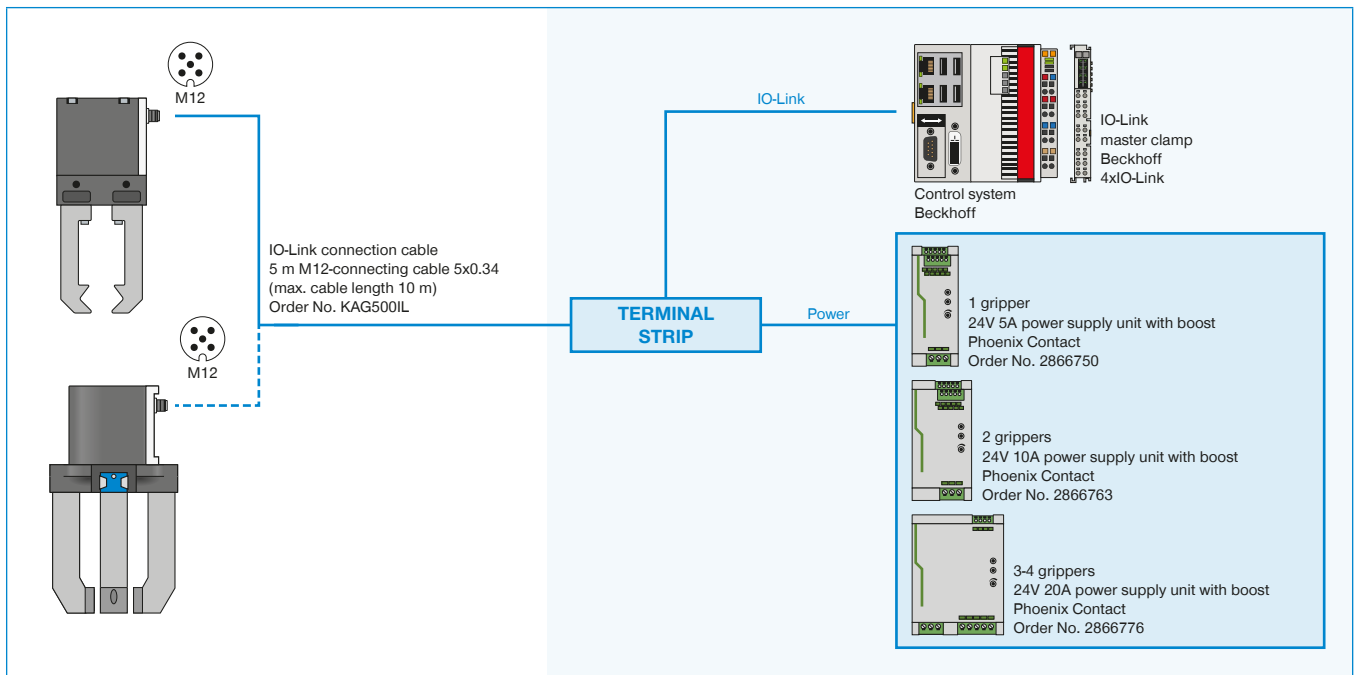 M12
M12
IO-Link connection cable
5 m M12-connecting cable 5x0.34
(max. cable length 10 m)
Order No. KAG500IL
TERMINAL
STRIP
IO-Link
Power
Control system
Beckhoff
IO-Link
master clamp
Beckhoff
4xIO-Link
1 gripper
24V 5A power supply unit with boost
Phoenix Contact
Order No. 2866750
2 grippers
24V 10A power supply unit with boost
Phoenix Contact
Order No. 2866763
3-4 grippers
24V 20A power supply unit with boost
Phoenix Contact
Order No. 2866776